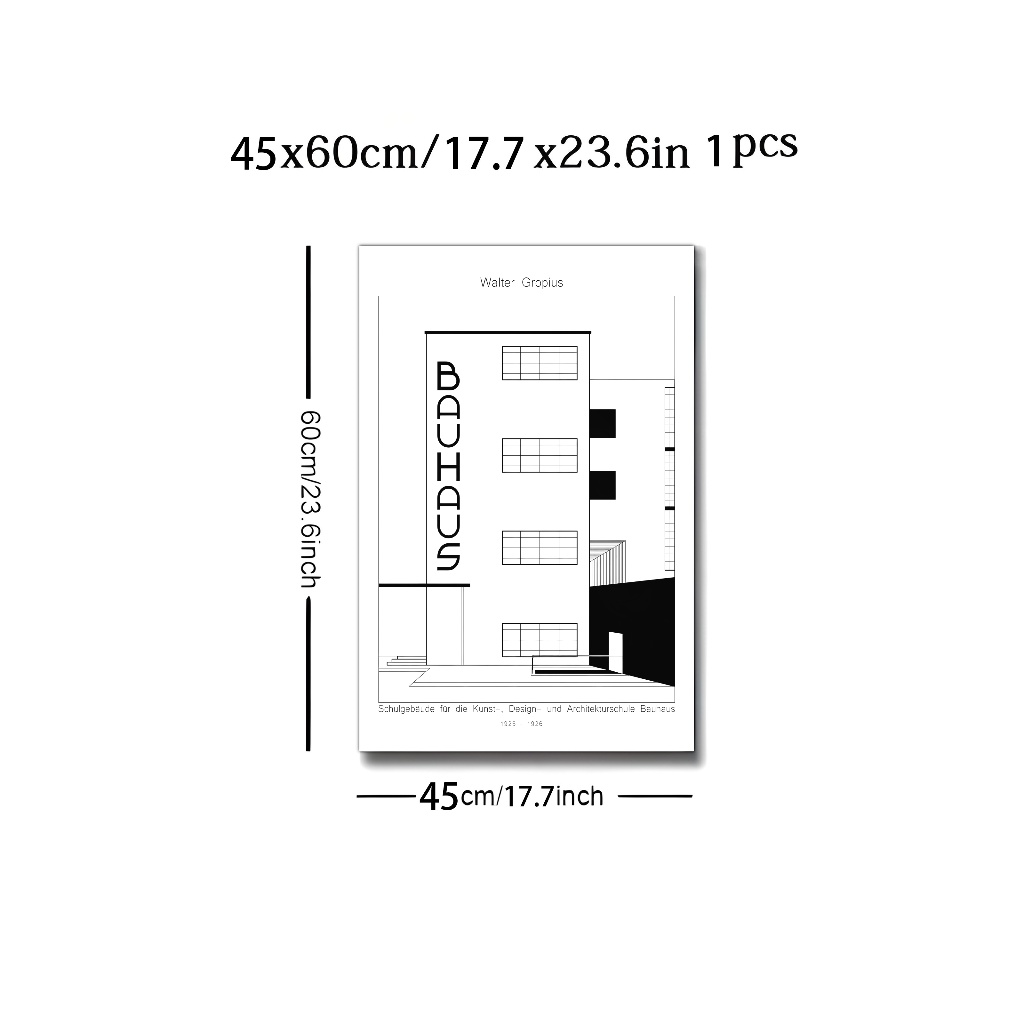 45x60cm/17.7 x23.6in 1pcs
Walter Gropius
BAUHAUS
60cm/23.6inch
Schulgebäude für die Kunst-, Design- und Architekturschule Bauhaus
1925 - 1926
45cm/17.7inch